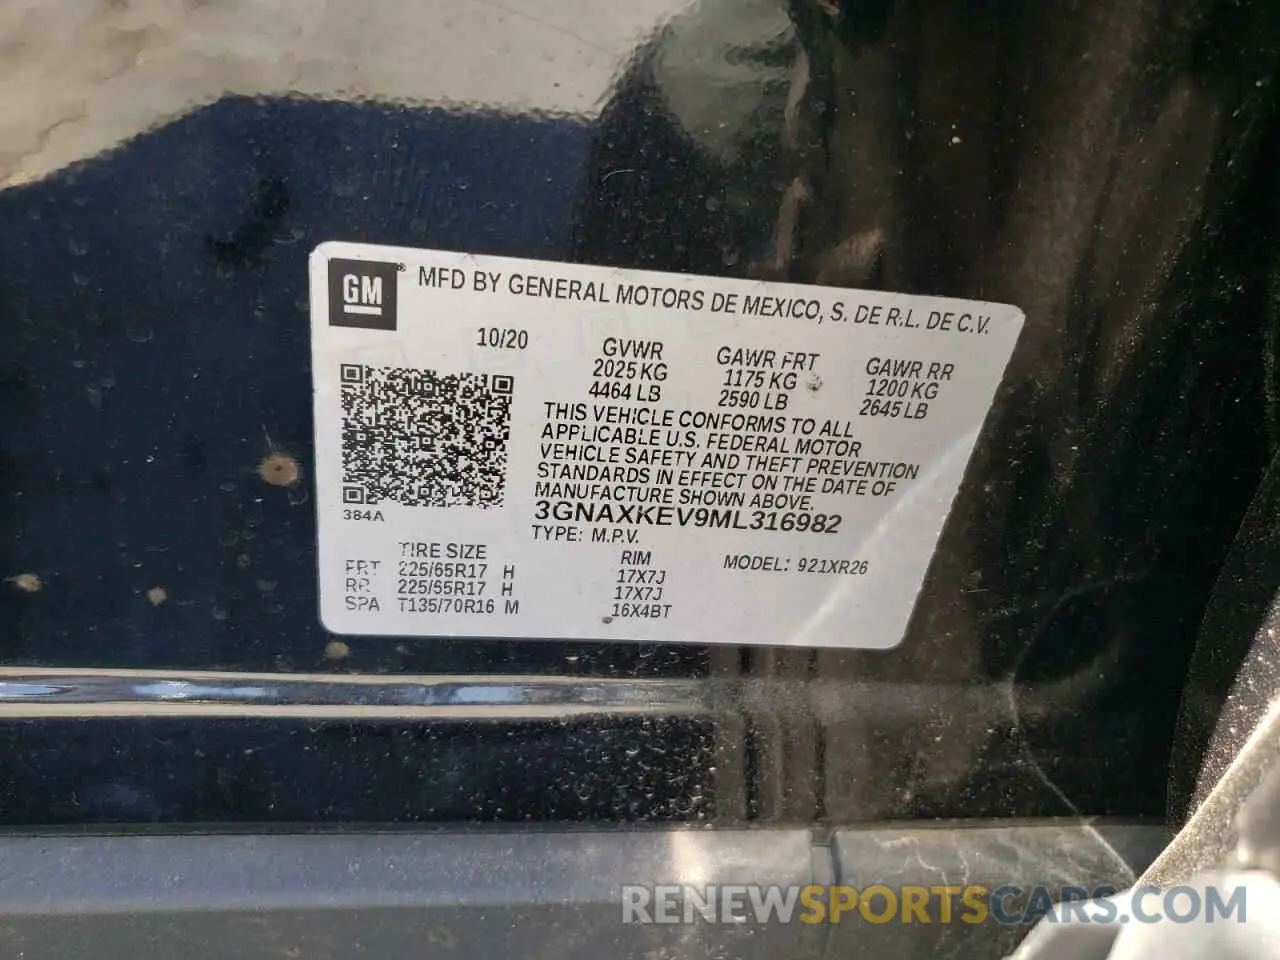 GM® MFD BY GENERAL MOTORS DE MEXICO, S. DE R.L. DE C.V.
10/20 GVWR GAWR FRT GAWR RR
2025 KG 1175 KG 1200 KG
4464 LB 2590 LB 2645 LB
THIS VEHICLE CONFORMS TO ALL
APPLICABLE U.S. FEDERAL MOTOR
VEHICLE SAFETY AND THEFT PREVENTION
STANDARDS IN EFFECT ON THE DATE OF
MANUFACTURE SHOWN ABOVE.
3GNAXKEV9ML316982
384A
TYPE: M.P.V. MODEL: 921XR26
TIRE SIZE RIM
FRT 225/65R17 H 17X7J
RR 225/65R17 H 17X7J
SPA T135/70R16 M 16X4BT
RENEWSPORTSCARS.COM